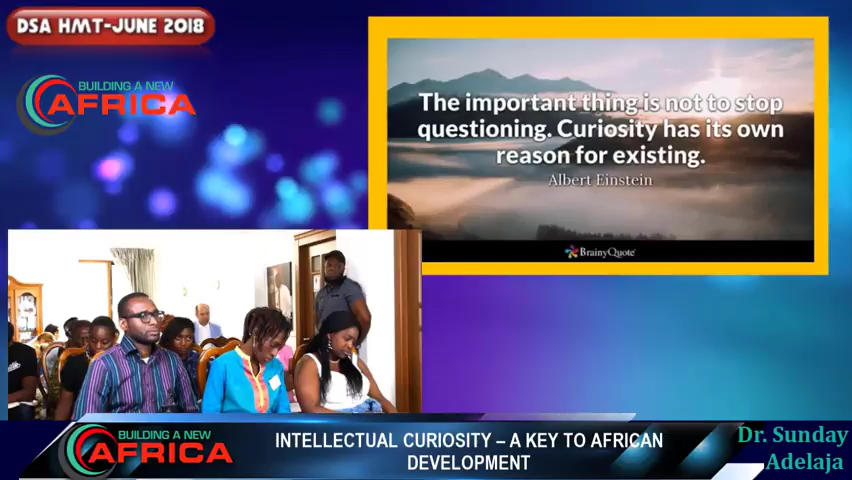 DSA HMT-JUNE 2018
BUILDING A NEW
AFRICA
The important thing is not to stop
questioning. Curiosity has its own
reason for existing.
Albert Einstein
BrainyQuote
BUILDING A NEW
AFRICA
INTELLECTUAL CURIOSITY – A KEY TO AFRICAN
DEVELOPMENT
Dr. Sunday
Adelaja